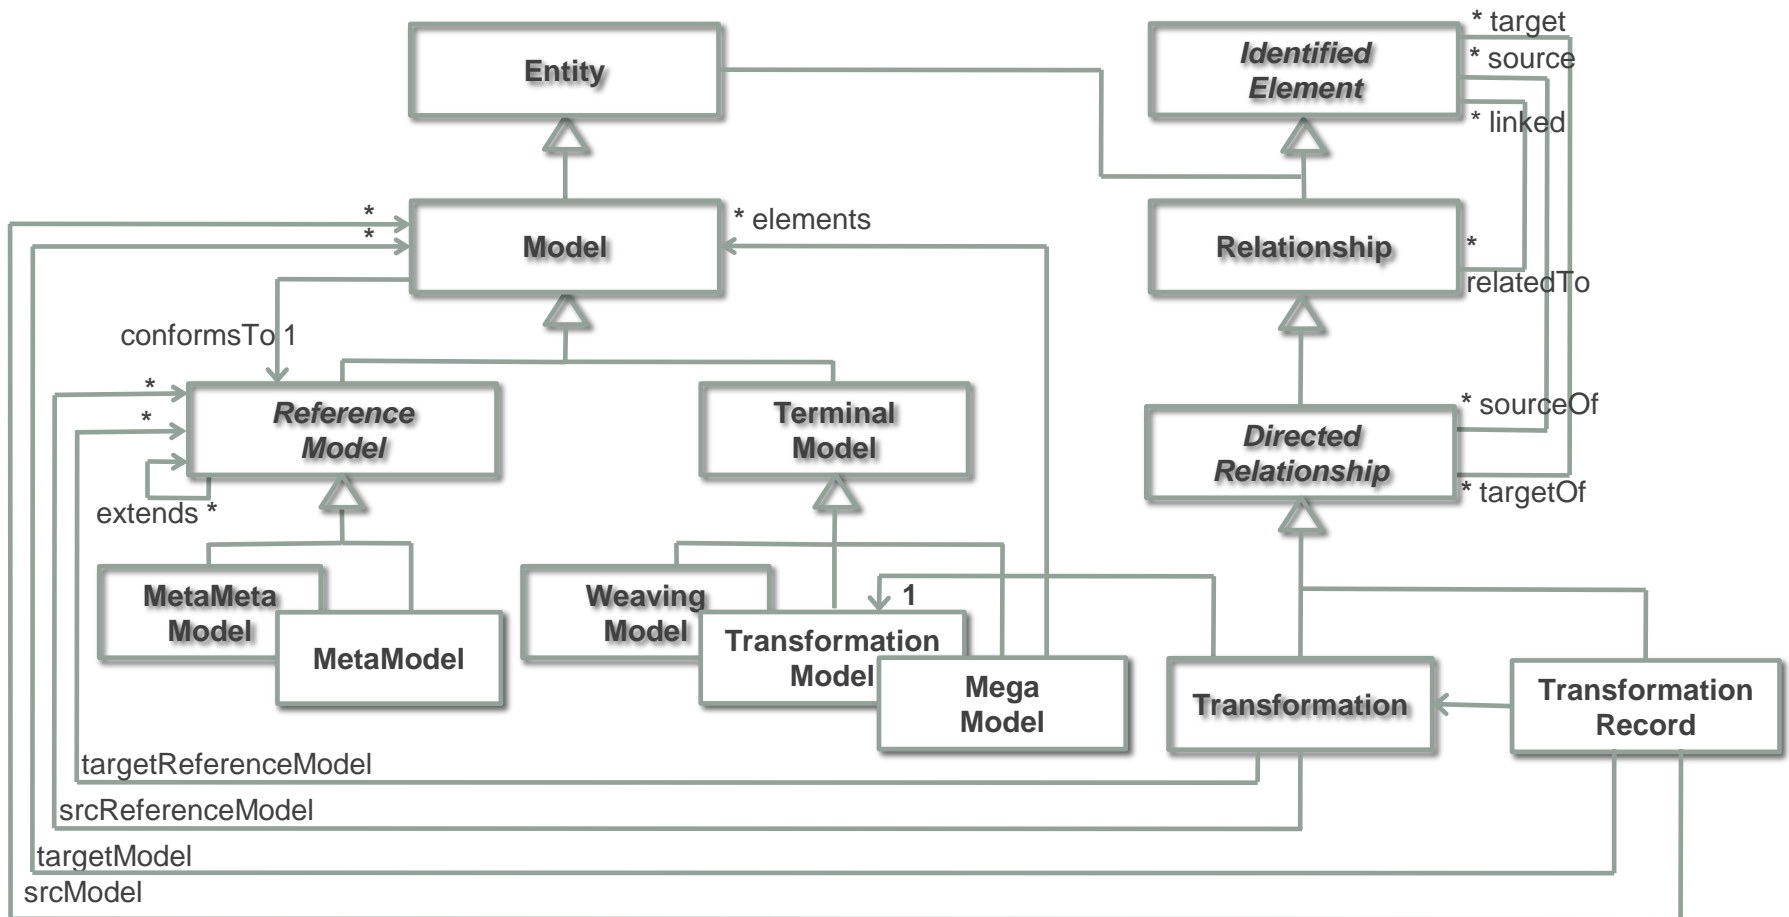 * target
Entity
Identified
Element
* source
* linked
*
*
Model
* elements
Relationship
*
relatedTo
conformsTo 1
*
*
Reference
Model
Terminal
Model
* sourceOf
Directed
Relationship
* targetOf
extends *
MetaMeta
Model
MetaModel
Weaving
Model
1
Transformation
Model
Mega
Model
Transformation
Transformation
Record
targetReferenceModel
srcReferenceModel
targetModel
srcModel